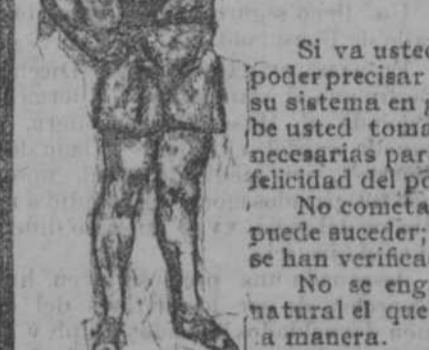 Si va usted
poder precisar
su sistema en g
be usted toma
necesarias par
felicidad del po
No cometa
puede suceder;
se han verifica
No se eng
natural el que
a manera.